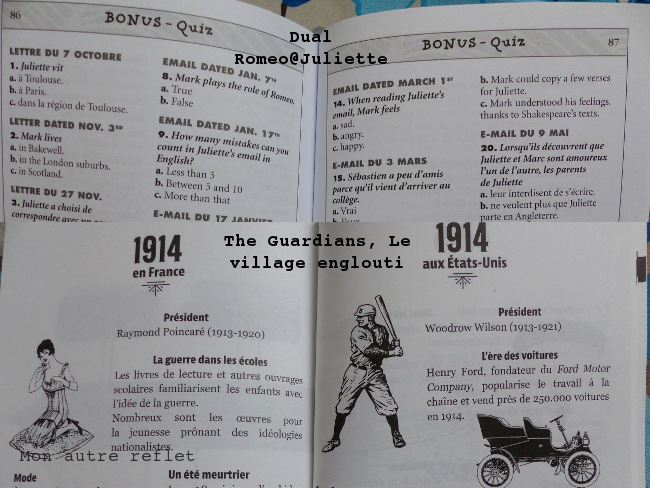 86
BONUS - Quiz
LETTRE DU 7 OCTOBRE
1. Juliette vit
a. à Toulouse.
b. à Paris.
c. dans la région de Toulouse.
LETTER DATED NOV. 3RD
2. Mark lives
a. in Bakewell.
b. in the London suburbs.
c. in Scotland.
LETTRE DU 27 NOV.
3. Juliette a choisi de
correspondre avec un
EMAIL DATED JAN. 7TH
8. Mark plays the role of Romeo.
a. True
b. False
EMAIL DATED JAN. 17TH
9. How many mistakes can you
count in Juliette's email in
English?
a. Less than 5
b. Between 5 and 10
c. More than that
E-MAIL DU 17 JANVIER
Dual
Romeo@Juliette
BONUS - Quiz
87
EMAIL DATED MARCH 1ST
14. When reading Juliette's
email, Mark feels
a. sad.
b. angry.
c. happy.
E-MAIL DU 3 MARS
15. Sébastien a peu d'amis
parce qu'il vient d'arriver au
collège.
a. Vrai
b. Faux
b. Mark could copy a few verses
for Juliette.
c. Mark understood his feelings,
thanks to Shakespeare's texts.
E-MAIL DU 9 MAI
20. Lorsqu'ils découvrent que
Juliette et Marc sont amoureux
l'un de l'autre, les parents
de Juliette
a. leur interdisent de s'écrire.
b. ne veulent plus que Juliette
parte en Angleterre.
The Guardians, Le
village englouti
1914
en France
Président
Raymond Poincaré (1913-1920)
La guerre dans les écoles
Les livres de lecture et autres ouvrages
scolaires familiarisent les enfants avec
l'idée de la guerre.
Nombreux sont les œuvres pour
la jeunesse prônant des idéologies
nationalistes.
Mon autre reflet
Mode
Un été meurtrier
1914
aux États-Unis
Président
Woodrow Wilson (1913-1921)
L'ère des voitures
Henry Ford, fondateur du Ford Motor
Company, popularise le travail à la
chaîne et vend près de 250.000 voitures
en 1914.